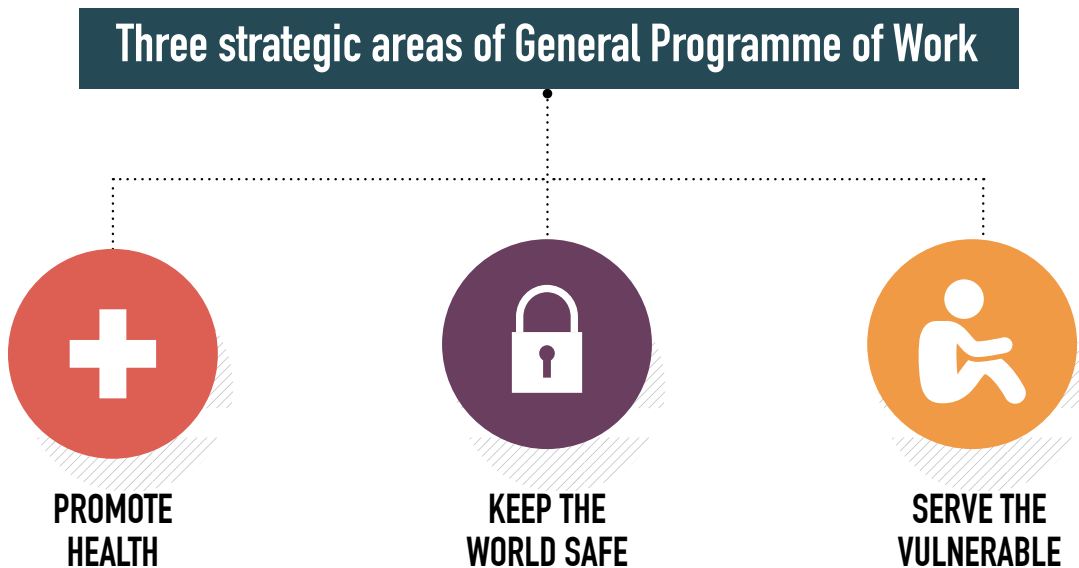 Three strategic areas of General Programme of Work
PROMOTE
HEALTH
KEEP THE
WORLD SAFE
SERVE THE
VULNERABLE